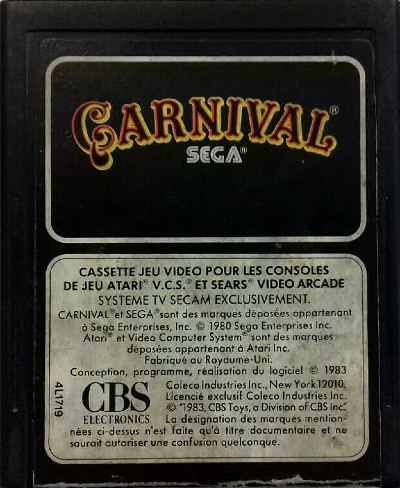 CARNIVAL®
SEGA®
CASSETTE JEU VIDEO POUR LES CONSOLES
DE JEU ATARI® V.C.S.® ET SEARS® VIDEO ARCADE
SYSTEME TV SECAM EXCLUSIVEMENT.
CARNIVAL® et SEGA® sont des marques déposées appartenant
à Sega Enterprises, Inc. © 1980 Sega Enterprises Inc.
Atari® et Video Computer System® sont des marques
déposées appartenant à Atari Inc.
Fabriqué au Royaume-Uni.
Conception, programme, réalisation du logiciel © 1983
Coleco Industries Inc., New York 12010,
Licencié exclusif Coleco Industries Inc.
© "1983, CBS Toys, a Division of CBS Inc."
La désignation des marques mention-
nées ci-dessus n'est faite qu'à titre documentaire et ne
saurait autoriser une confusion quelconque.
CBS
ELECTRONICS
4L1719